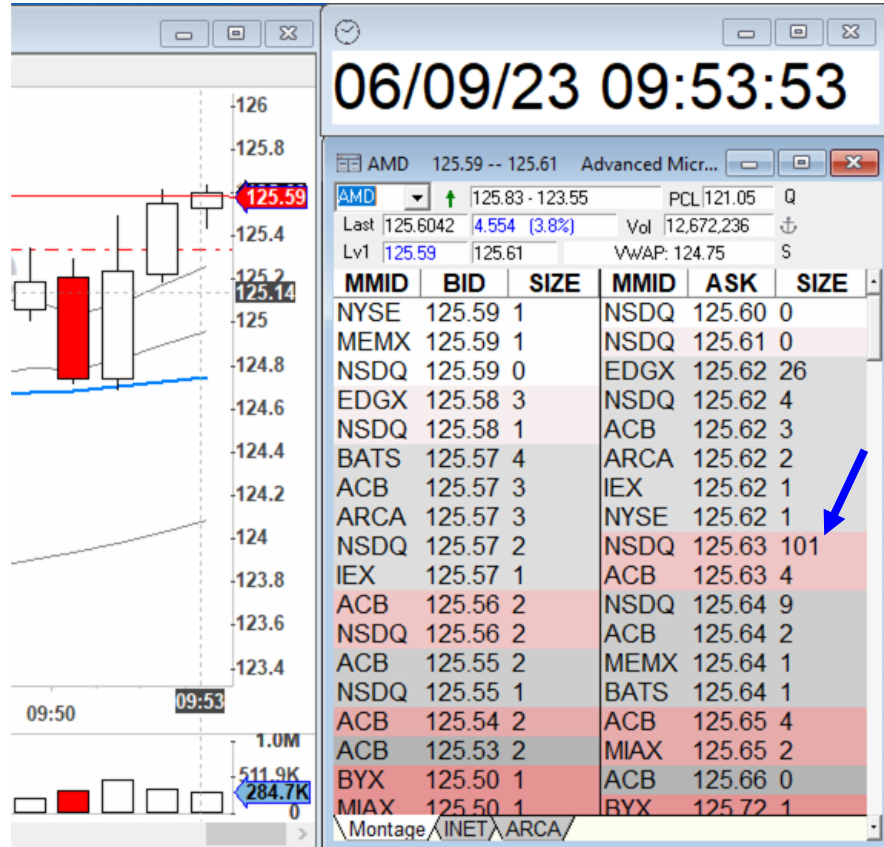 06/09/23 09:53:53
126
125.8
125.59
125.4
125.2
125.14
125
124.8
124.6
124.4
124.2
124
123.8
123.6
123.4
09:50 09:53
1.0M
511.9K
284.7K
0
AMD 125.59 -- 125.61 Advanced Micr...
AMD 125.83 - 123.55 PCL 121.05 Q
Last 125.6042 4.554 (3.8%) Vol 12,672,236
Lv1 125.59 125.61 VWAP: 124.75 S
MMID BID SIZE MMID ASK SIZE
NYSE 125.59 1 NSDQ 125.60 0
MEMX 125.59 1 NSDQ 125.61 0
NSDQ 125.59 0 EDGX 125.62 26
EDGX 125.58 3 NSDQ 125.62 4
NSDQ 125.58 1 ACB 125.62 3
BATS 125.57 4 ARCA 125.62 2
ACB 125.57 3 IEX 125.62 1
ARCA 125.57 3 NYSE 125.62 1
NSDQ 125.57 2 NSDQ 125.63 101
IEX 125.57 1 ACB 125.63 4
ACB 125.56 2 NSDQ 125.64 9
NSDQ 125.56 2 ACB 125.64 2
ACB 125.55 2 MEMX 125.64 1
NSDQ 125.55 1 BATS 125.64 1
ACB 125.54 2 ACB 125.65 4
ACB 125.53 2 MIAX 125.65 2
BYX 125.50 1 ACB 125.66 0
MIAX 125.50 1 BYX 125.72 1
Montage INET ARCA